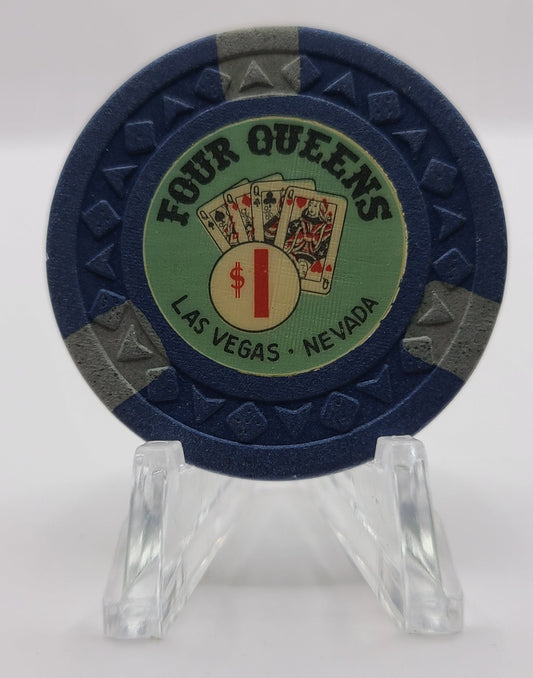 FOUR QUEENS
Q Q Q Q
$1
LAS VEGAS · NEVADA